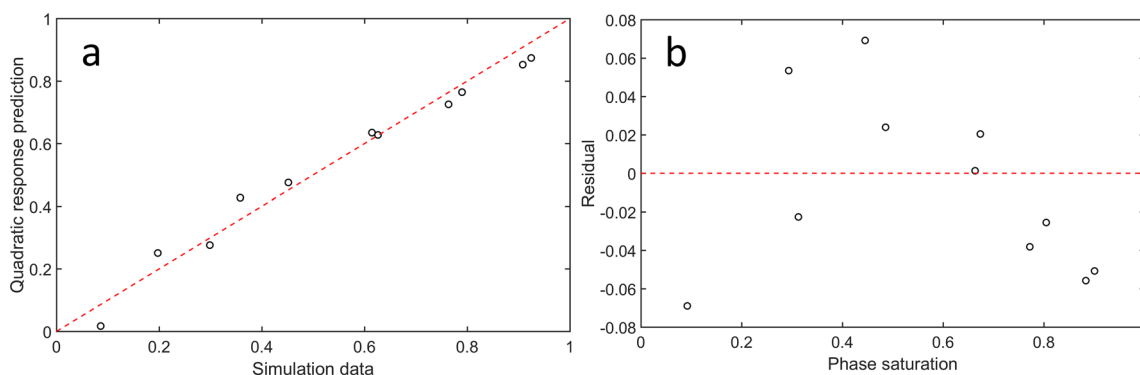 a
Quadratic response prediction
1
0.8
0.6
0.4
0.2
0
0 0.2 0.4 0.6 0.8 1
Simulation data
b
Residual
0.08
0.06
0.04
0.02
0
-0.02
-0.04
-0.06
-0.08
0 0.2 0.4 0.6 0.8
Phase saturation